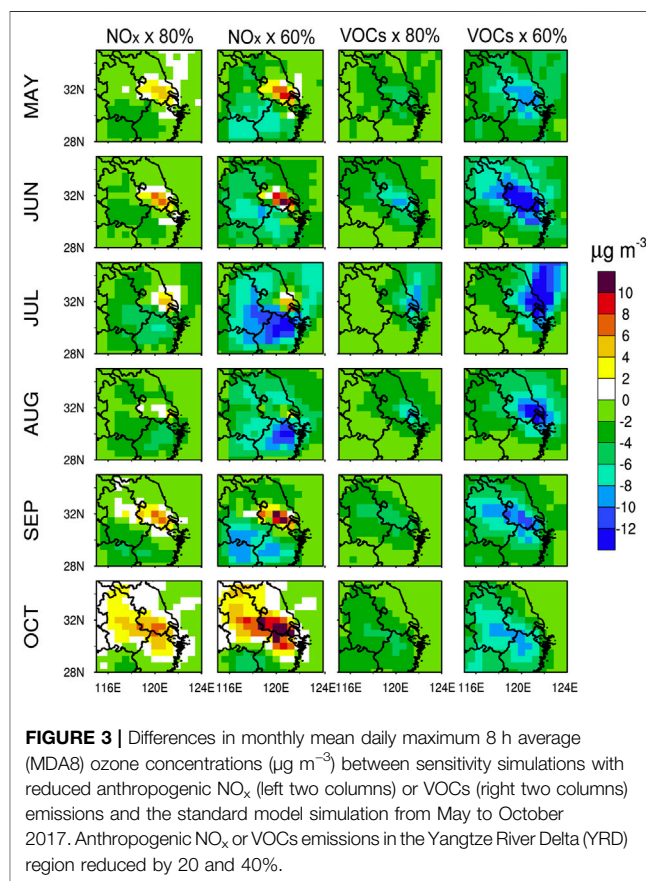 NOx x 80% NOx x 60% VOCs x 80% VOCs x 60%
MAY
32N
28N
JUN
32N
28N
JUL
32N
28N
AUG
32N
28N
SEP
32N
28N
OCT
32N
28N
116E 120E 124E 116E 120E 124E 116E 120E 124E 116E 120E 124E
µg m⁻³
10
8
6
4
2
0
-2
-4
-6
-8
-10
-12
FIGURE 3 | Differences in monthly mean daily maximum 8 h average
(MDA8) ozone concentrations (µg m⁻³) between sensitivity simulations with
reduced anthropogenic NOx (left two columns) or VOCs (right two columns)
emissions and the standard model simulation from May to October
2017. Anthropogenic NOx or VOCs emissions in the Yangtze River Delta (YRD)
region reduced by 20 and 40%.